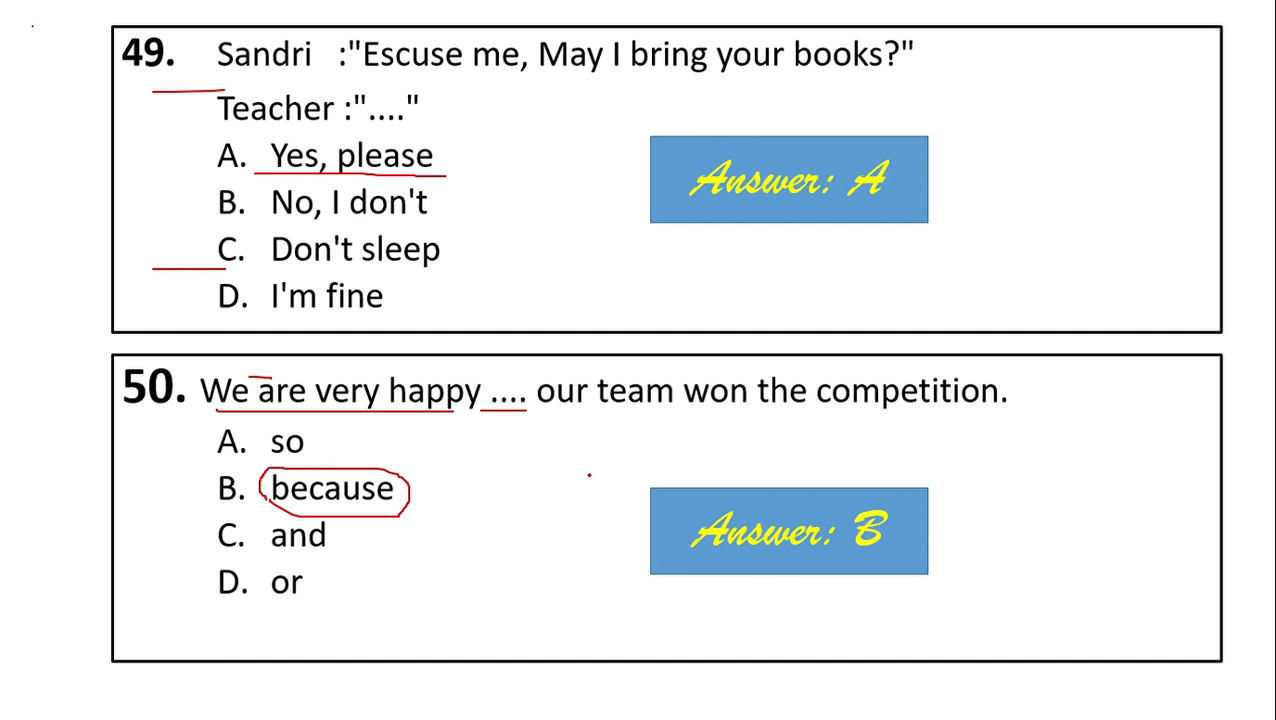 49. Sandri :"Escuse me, May I bring your books?"
Teacher :"...."
A. Yes, please
B. No, I don't
C. Don't sleep
D. I'm fine
Answer: A
50. We are very happy .... our team won the competition.
A. so
B. because
C. and
D. or
Answer: B